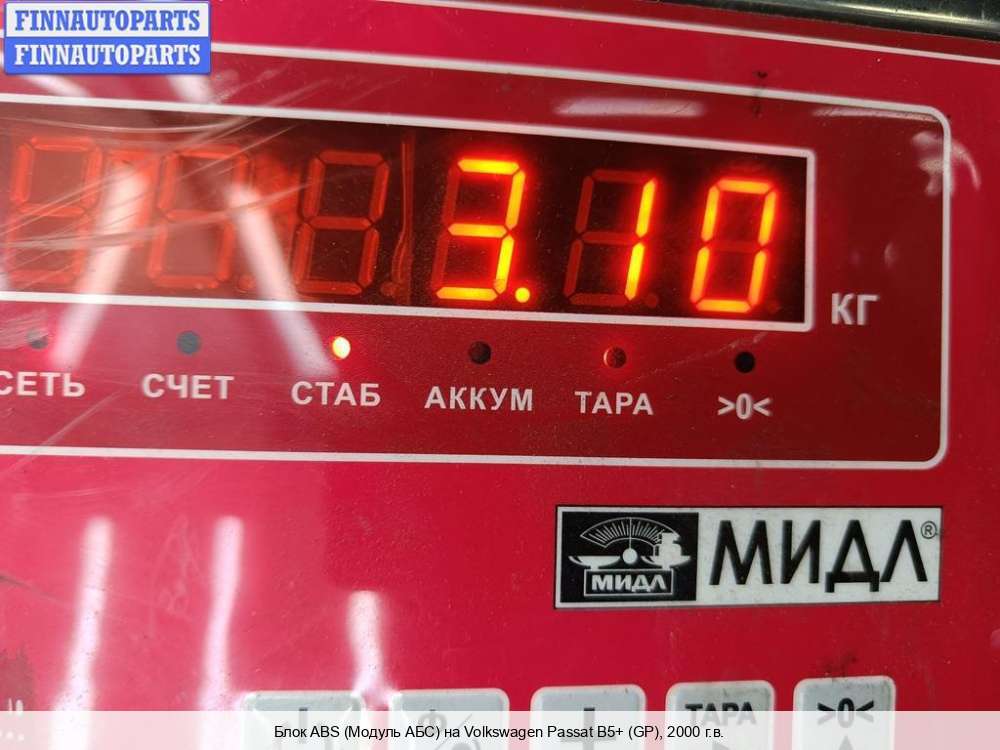 FINNAUTOPARTS
FINNAUTOPARTS
3.10
КГ
СЕТЬ СЧЕТ СТАБ АККУМ ТАРА >0<
МИДЛ МИДЛ®
ТАРА >0<
Блок ABS (Модуль АБС) на Volkswagen Passat B5+ (GP), 2000 г.в.